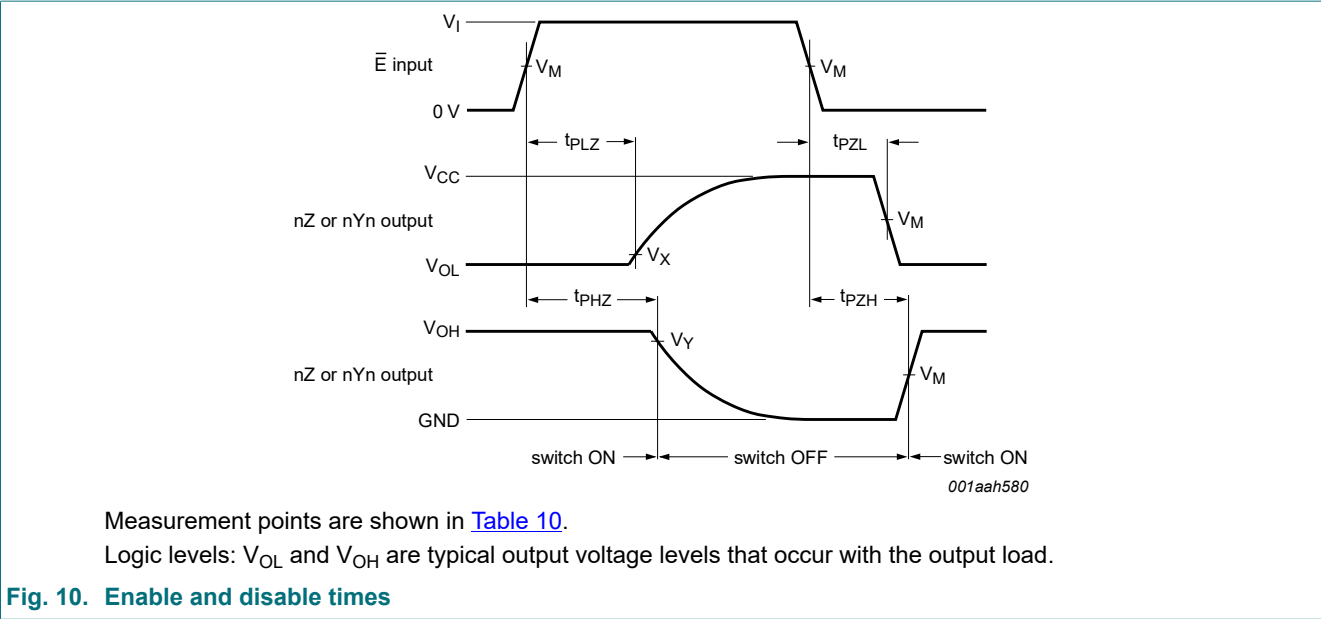 V_I
E̅ input
V_M
V_M
0 V
t_PLZ
t_PZL
V_CC
nZ or nYn output
V_M
V_X
V_OL
t_PHZ
t_PZH
V_OH
V_Y
nZ or nYn output
V_M
GND
switch ON
switch OFF
switch ON
001aah580
Measurement points are shown in Table 10.
Logic levels: V_OL and V_OH are typical output voltage levels that occur with the output load.
Fig. 10. Enable and disable times